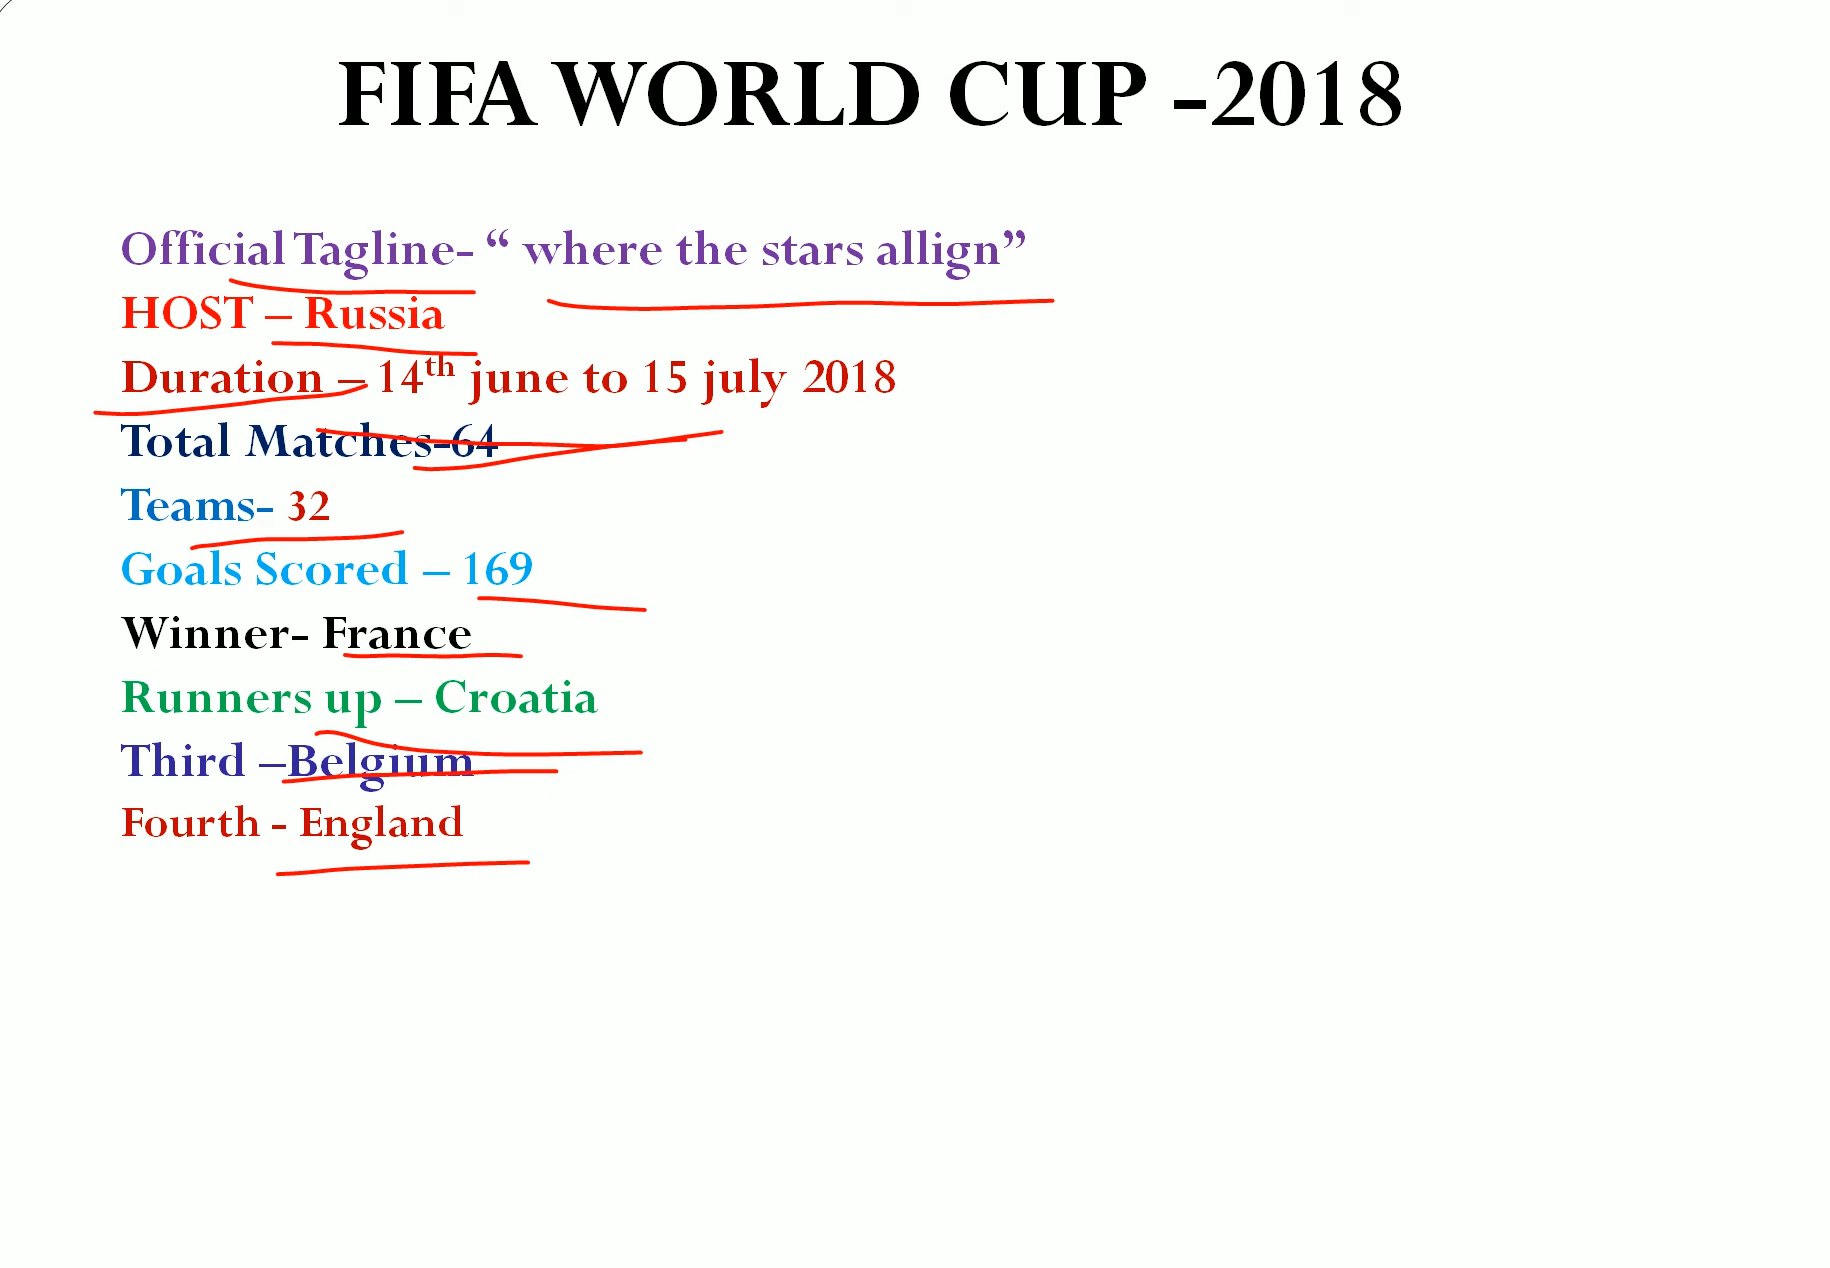 FIFA WORLD CUP -2018
Official Tagline- “ where the stars allign”
HOST – Russia
Duration – 14th june to 15 july 2018
Total Matches-64
Teams- 32
Goals Scored – 169
Winner- France
Runners up – Croatia
Third –Belgium
Fourth - England